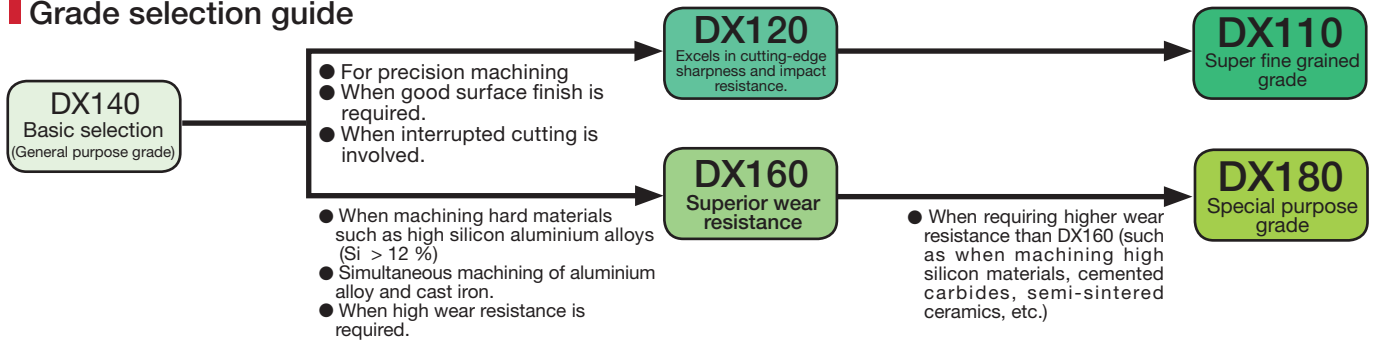 Grade selection guide
DX140
Basic selection
(General purpose grade)
● For precision machining
● When good surface finish is
required.
● When interrupted cutting is
involved.
DX120
Excels in cutting-edge
sharpness and impact
resistance.
DX110
Super fine grained
grade
● When machining hard materials
such as high silicon aluminium alloys
(Si > 12 %)
● Simultaneous machining of aluminium
alloy and cast iron.
● When high wear resistance is
required.
DX160
Superior wear
resistance
● When requiring higher wear
resistance than DX160 (such
as when machining high
silicon materials, cemented
carbides, semi-sintered
ceramics, etc.)
DX180
Special purpose
grade